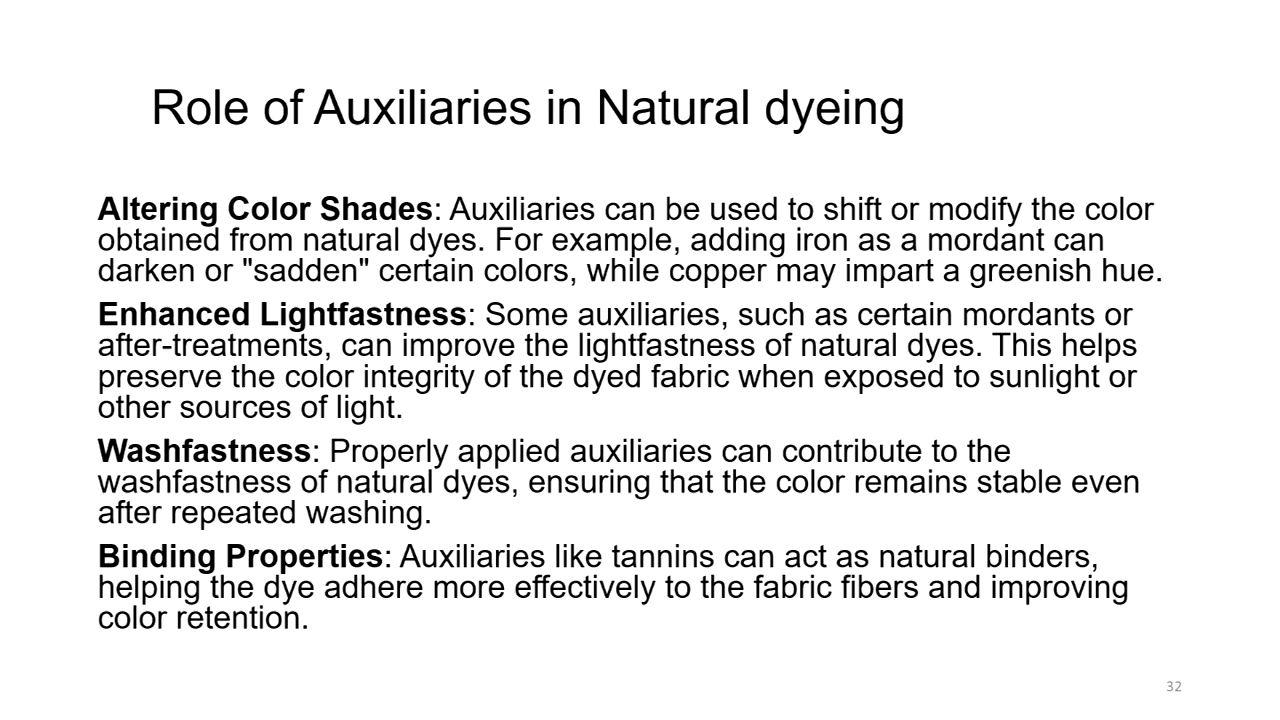 Role of Auxiliaries in Natural dyeing
Altering Color Shades: Auxiliaries can be used to shift or modify the color
obtained from natural dyes. For example, adding iron as a mordant can
darken or "sadden" certain colors, while copper may impart a greenish hue.
Enhanced Lightfastness: Some auxiliaries, such as certain mordants or
after-treatments, can improve the lightfastness of natural dyes. This helps
preserve the color integrity of the dyed fabric when exposed to sunlight or
other sources of light.
Washfastness: Properly applied auxiliaries can contribute to the
washfastness of natural dyes, ensuring that the color remains stable even
after repeated washing.
Binding Properties: Auxiliaries like tannins can act as natural binders,
helping the dye adhere more effectively to the fabric fibers and improving
color retention.
32